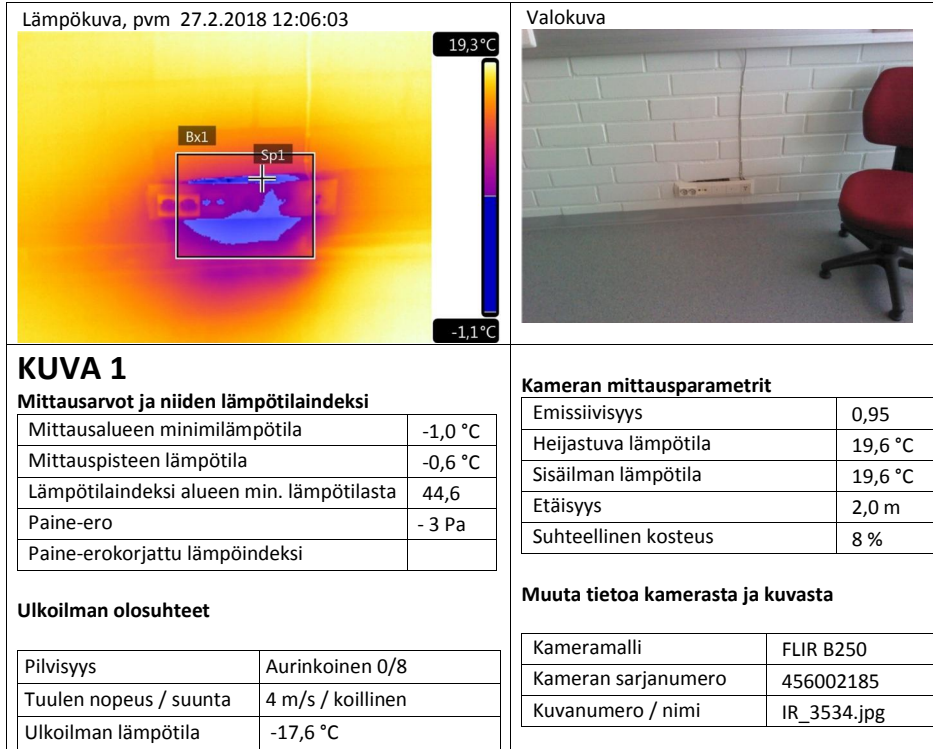 Lämpökuva, pvm 27.2.2018 12:06:03
19,3°C
Bx1
Sp1
-1,1°C
Valokuva
KUVA 1
Mittausarvot ja niiden lämpötilaindeksi
Mittausalueen minimilämpötila -1,0 °C
Mittauspisteen lämpötila -0,6 °C
Lämpötilaindeksi alueen min. lämpötilasta 44,6
Paine-ero - 3 Pa
Paine-erokorjattu lämpöindeksi
Ulkoilman olosuhteet
Pilvisyys Aurinkoinen 0/8
Tuulen nopeus / suunta 4 m/s / koillinen
Ulkoilman lämpötila -17,6 °C
Kameran mittausparametrit
Emissiivisyys 0,95
Heijastuva lämpötila 19,6 °C
Sisäilman lämpötila 19,6 °C
Etäisyys 2,0 m
Suhteellinen kosteus 8 %
Muuta tietoa kamerasta ja kuvasta
Kameramalli FLIR B250
Kameran sarjanumero 456002185
Kuvanumero / nimi IR_3534.jpg